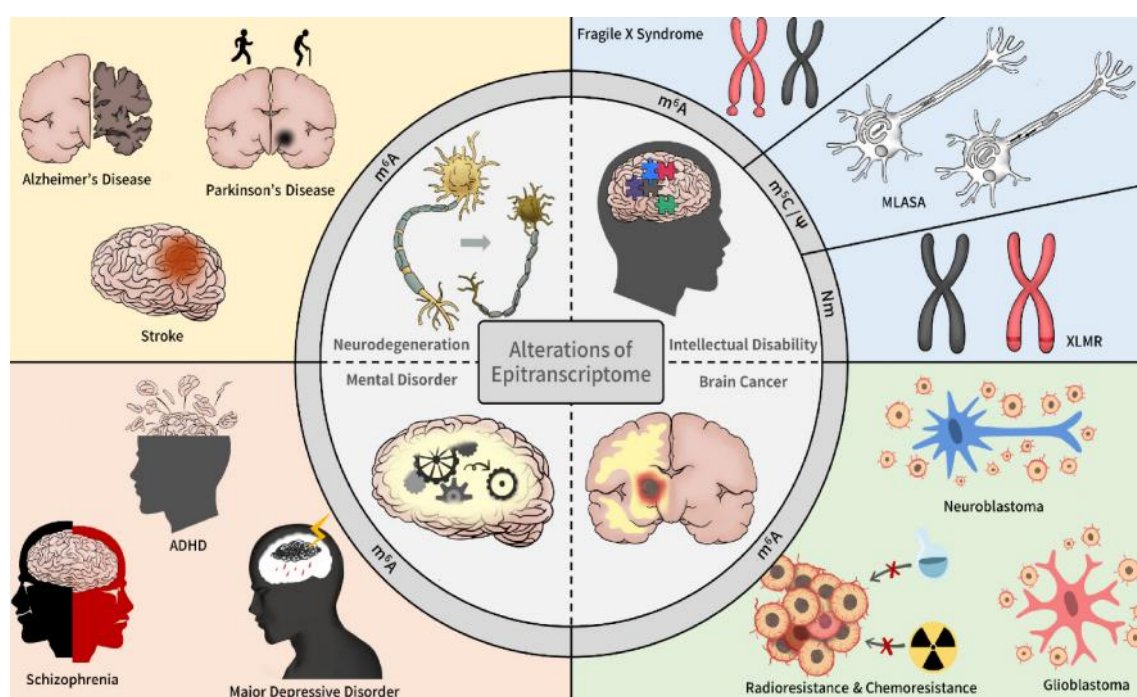 Fragile X Syndrome
m⁶A
Alzheimer's Disease
Parkinson's Disease
m⁶A
m⁵C / Ψ
MLASA
Stroke
Nm
XLMR
Neurodegeneration
Intellectual Disability
Alterations of
Epitranscriptome
Mental Disorder
Brain Cancer
ADHD
Neuroblastoma
m⁶A
m⁶A
Schizophrenia
Major Depressive Disorder
Radioresistance & Chemoresistance
Glioblastoma